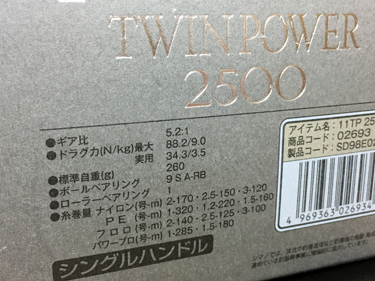 TWINPOWER
2500
●ギア比 5.2:1
●ドラグ力(N/kg)最大 88.2/9.0
実用 34.3/3.5
●標準自重(g) 260
●ボールベアリング 9 SA-RB
●ローラーベアリング 1
●糸巻量 ナイロン(号-m) 2-170・2.5-150・3-120
PE(号-m) 1-320・1.2-220・1.5-160
フロロ(号-m) 2-140・2.5-125・3-100
パワープロ(号-m) 1-285・1.5-180
シングルハンドル
アイテム名：11TP 25
商品コード：02693
製品コード：SD98E02
4 969363 02693